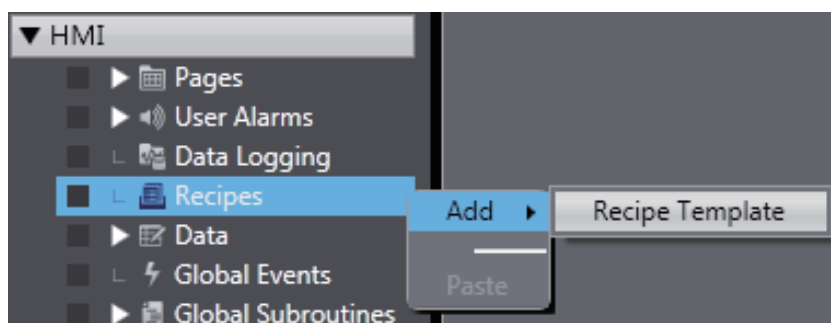 HMI
Pages
User Alarms
Data Logging
Recipes
Add
Recipe Template
Data
Global Events
Paste
Global Subroutines